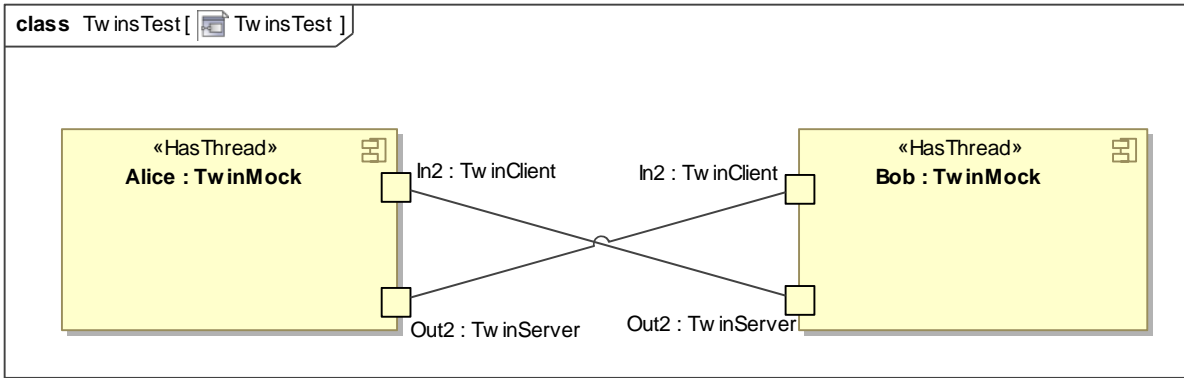 class TwinsTest [ TwinsTest ]
«HasThread»
Alice : TwinMock
In2 : TwinClient
Out2 : TwinServer
In2 : TwinClient
Out2 : TwinServer
«HasThread»
Bob : TwinMock